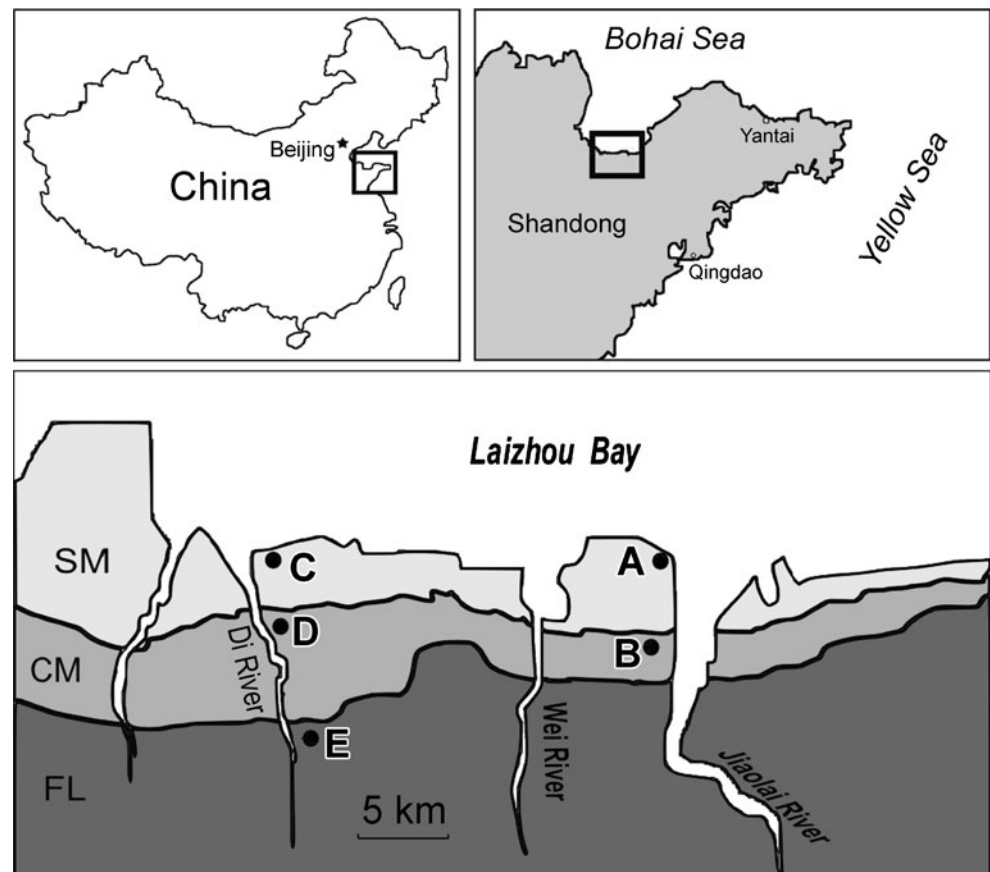 Beijing
China
Bohai Sea
Yantai
Shandong
Qingdao
Yellow Sea
Laizhou Bay
SM
C
A
D
B
CM
Di River
E
Wei River
FL
5 km
Jiaolai River